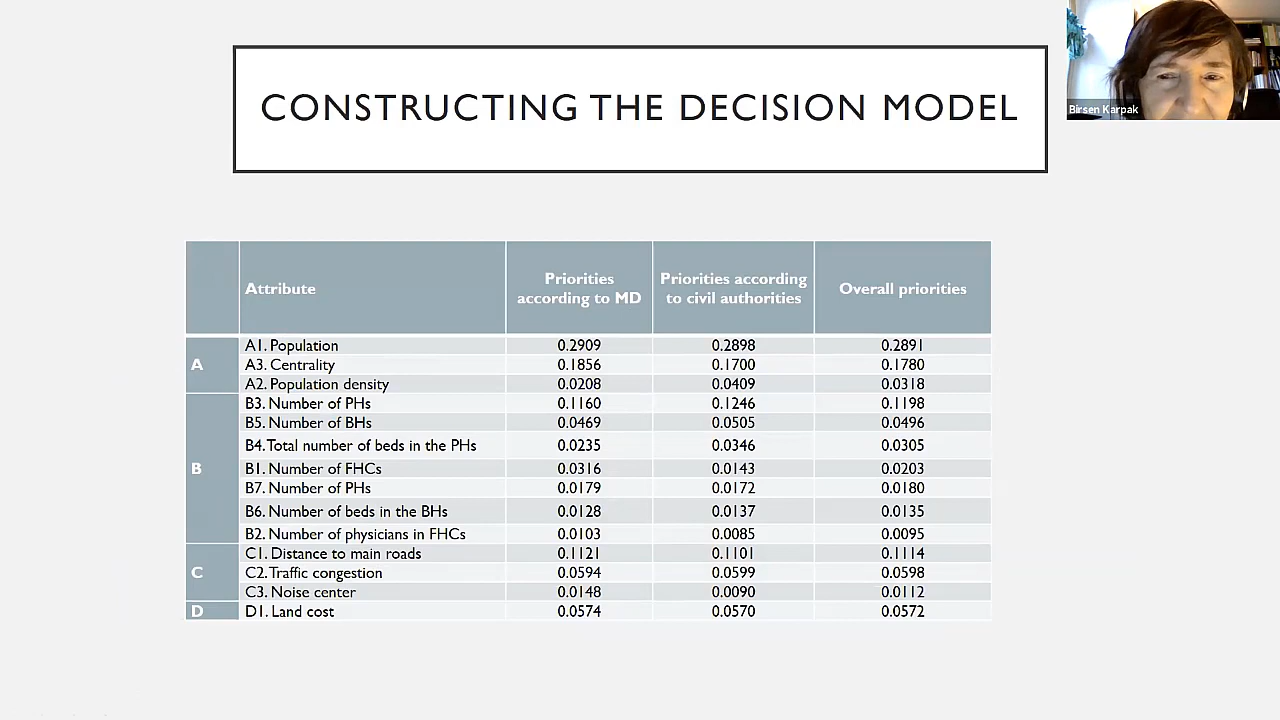 CONSTRUCTING THE DECISION MODEL
Birsen Karpak
Attribute Priorities according to MD Priorities according to civil authorities Overall priorities
A
A1. Population 0.2909 0.2898 0.2891
A3. Centrality 0.1856 0.1700 0.1780
A2. Population density 0.0208 0.0409 0.0318
B
B3. Number of PHs 0.1160 0.1246 0.1198
B5. Number of BHs 0.0469 0.0505 0.0496
B4. Total number of beds in the PHs 0.0235 0.0346 0.0305
B1. Number of FHCs 0.0316 0.0143 0.0203
B7. Number of PHs 0.0179 0.0172 0.0180
B6. Number of beds in the BHs 0.0128 0.0137 0.0135
B2. Number of physicians in FHCs 0.0103 0.0085 0.0095
C
C1. Distance to main roads 0.1121 0.1101 0.1114
C2. Traffic congestion 0.0594 0.0599 0.0598
C3. Noise center 0.0148 0.0090 0.0112
D
D1. Land cost 0.0574 0.0570 0.0572